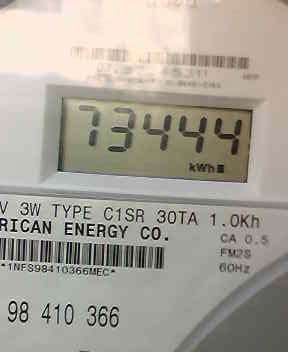 73444
kWh
V 3W TYPE C1SR 30TA 1.0Kh
RICAN ENERGY CO.
CA 0.5
FM2S
60Hz
*1NFS98410366MEC*
98 410 366